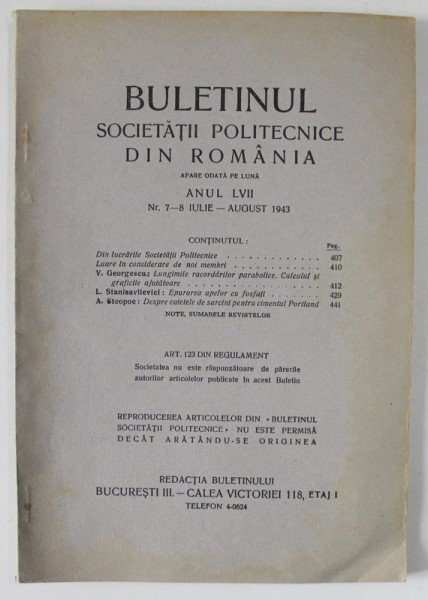 BULETINUL
SOCIETĂȚII POLITECNICE
DIN ROMÂNIA
APARE ODATĂ PE LUNĂ
ANUL LVII
Nr. 7—8 IULIE — AUGUST 1943
CONȚINUTUL :
Pag.
Din lucrările Societății Politecnice . . . . . . . . . . . . . 407
Luare în considerare de noi membri . . . . . . . . . . . . 410
V. Georgescu: Lungimile racordărilor parabolice. Calculul și
graficile ajutătoare . . . . . . . . . . . . . . . . . . . 412
L. Stanisavlievici : Epurarea apelor cu fosfați . . . . . . . . 429
A. Steopoe: Despre caietele de sarcini pentru cimentul Portland 441
NOTE, SUMARELE REVISTELOR
ART. 123 DIN REGULAMENT
Societatea nu este răspunzătoare de părerile
autorilor articolelor publicate în acest Buletin
REPRODUCEREA ARTICOLELOR DIN «BULETINUL
SOCIETĂȚII POLITECNICE» NU ESTE PERMISĂ
DECÂT ARĂTÂNDU-SE ORIGINEA
REDACȚIA BULETINULUI
BUCUREȘTI III. — CALEA VICTORIEI 118, ETAJ I
TELEFON 4-0624